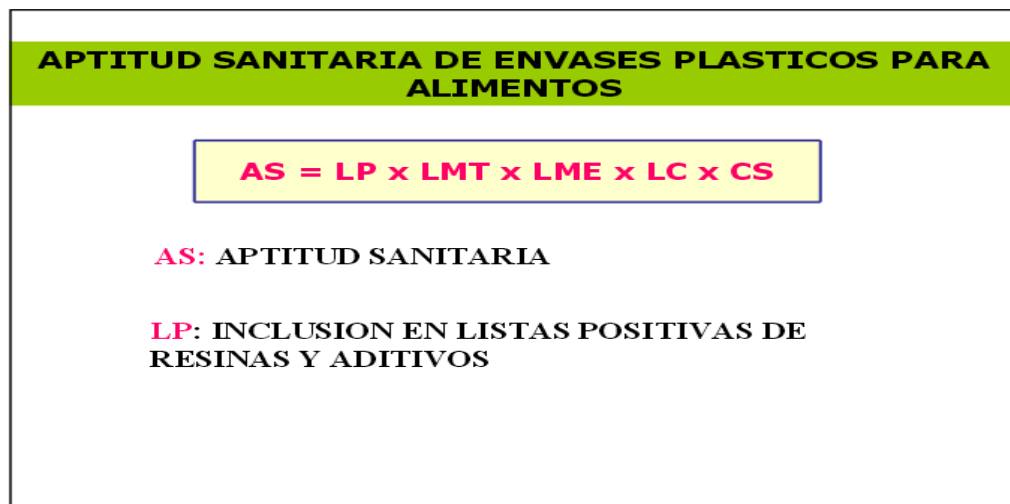 APTITUD SANITARIA DE ENVASES PLASTICOS PARA
ALIMENTOS
AS = LP x LMT x LME x LC x CS
AS: APTITUD SANITARIA
LP: INCLUSION EN LISTAS POSITIVAS DE
RESINAS Y ADITIVOS